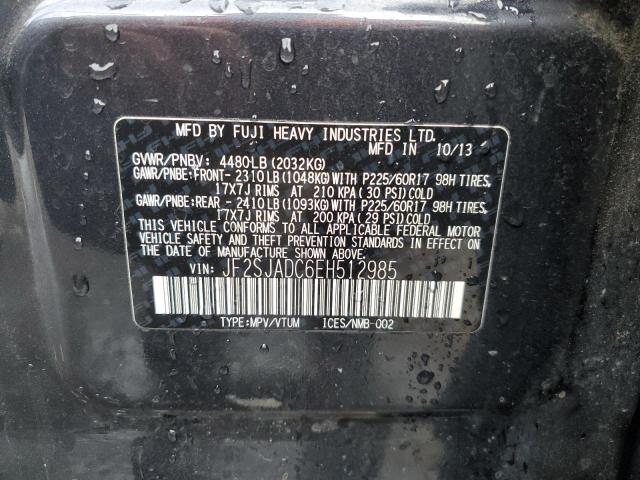 MFD BY FUJI HEAVY INDUSTRIES LTD.
MFD IN 10/13
GVWR/PNBV: 4480LB (2032KG)
GAWR/PNBE:FRONT- 2310LB (1048KG) WITH P225/60R17 98H TIRES,
17X7J RIMS AT 210 KPA ( 30 PSI) COLD
GAWR/PNBE:REAR - 2410LB (1093KG) WITH P225/60R17 98H TIRES,
17X7J RIMS AT 200 KPA ( 29 PSI) COLD
THIS VEHICLE CONFORMS TO ALL APPLICABLE FEDERAL MOTOR
VEHICLE SAFETY AND THEFT PREVENTION STANDARDS IN EFFECT
ON THE DATE OF MANUFACTURE SHOWN ABOVE.
VIN: JF2SJADC6EH512985
TYPE:MPV/VTUM ICES/NMB-002